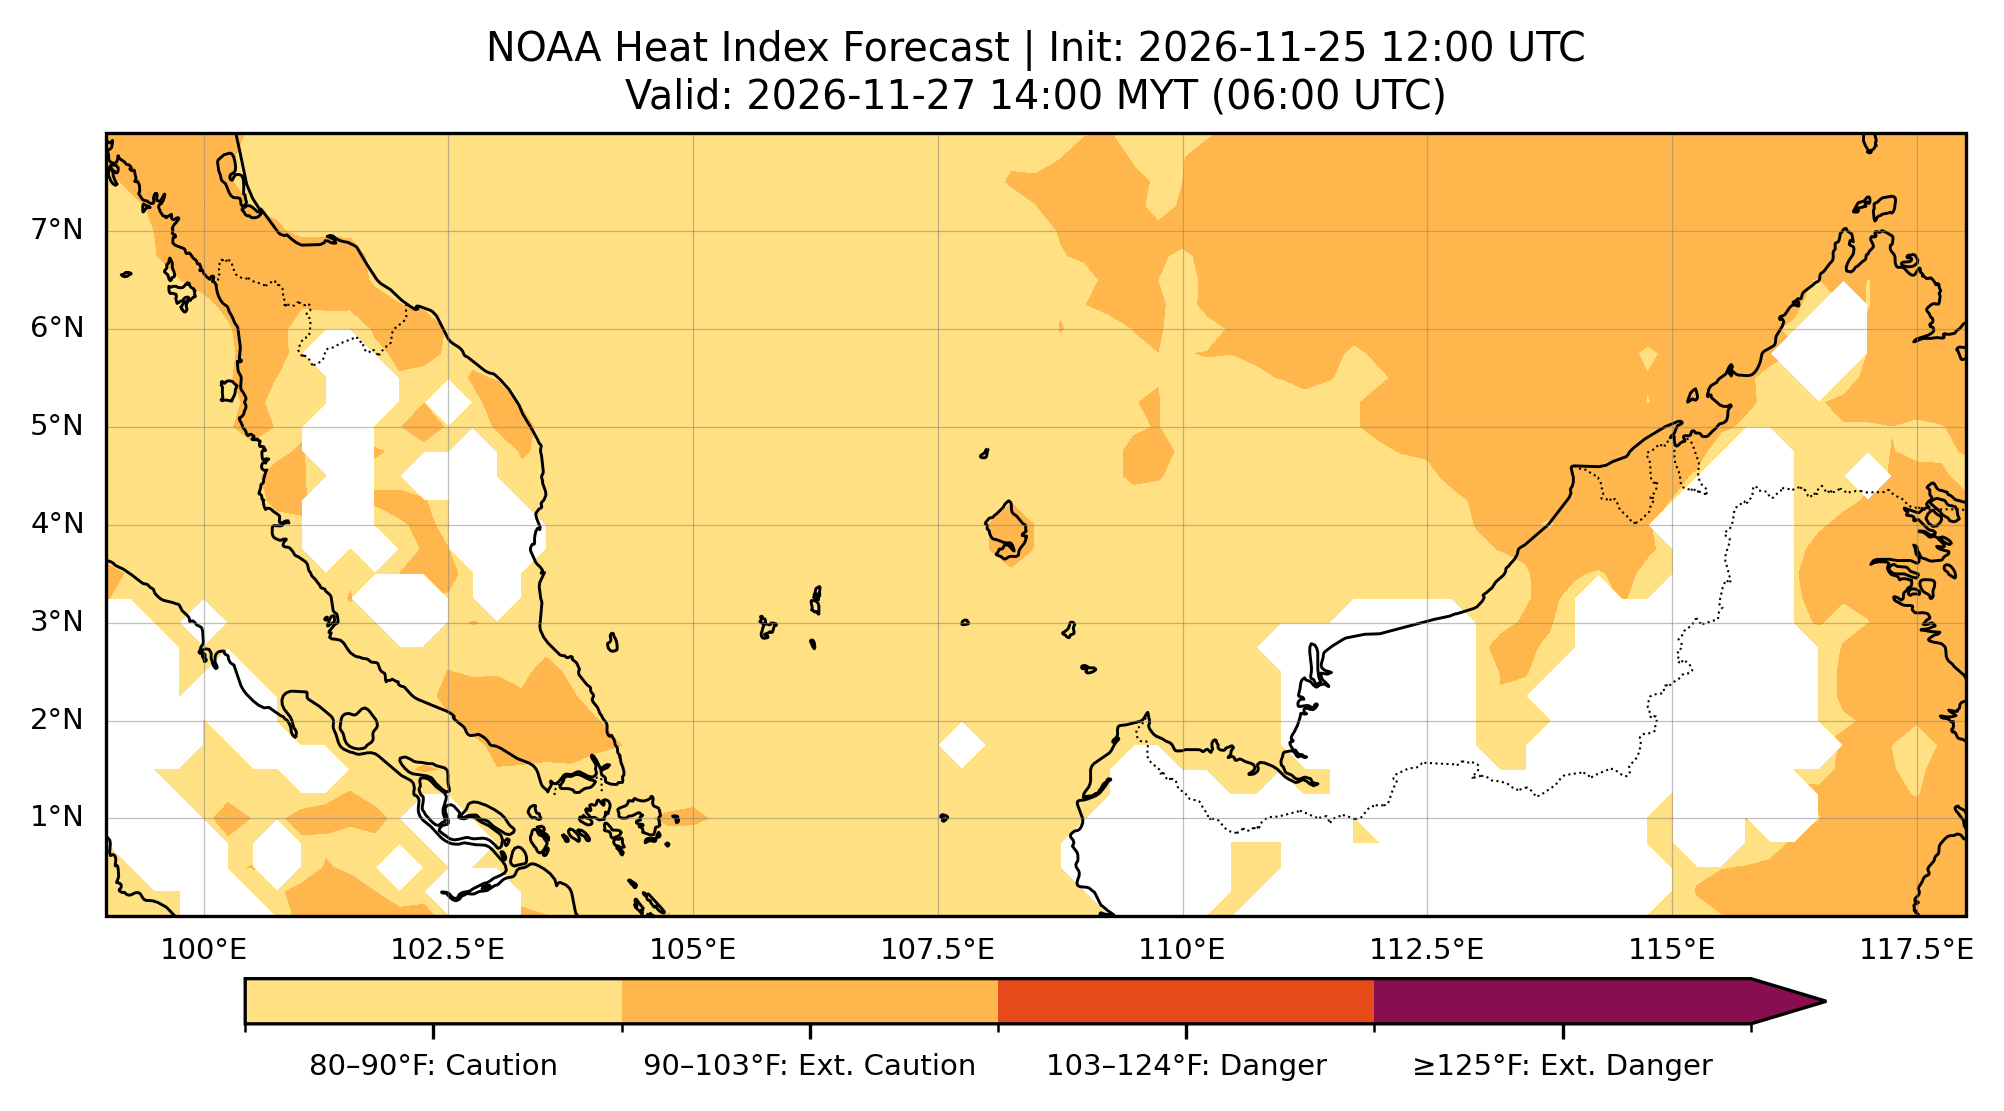 NOAA Heat Index Forecast | Init: 2026-11-25 12:00 UTC
Valid: 2026-11-27 14:00 MYT (06:00 UTC)
7°N
6°N
5°N
4°N
3°N
2°N
1°N
100°E 102.5°E 105°E 107.5°E 110°E 112.5°E 115°E 117.5°E
80–90°F: Caution 90–103°F: Ext. Caution 103–124°F: Danger ≥125°F: Ext. Danger